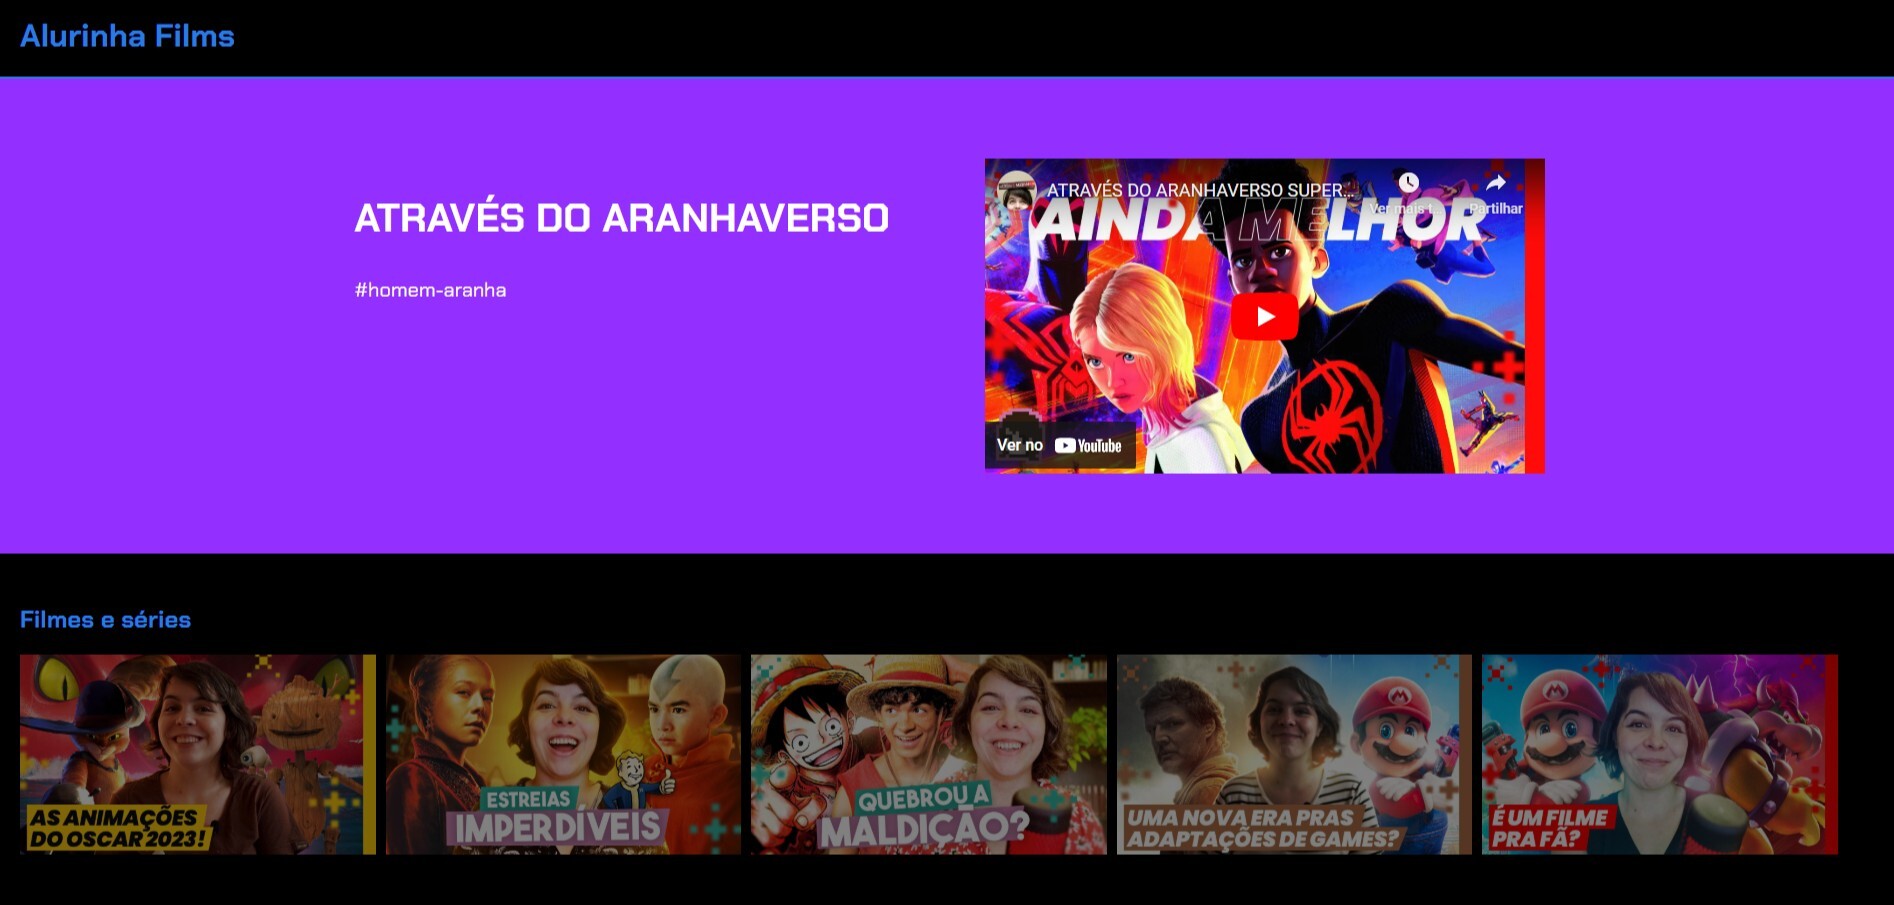 Alurinha Films
ATRAVÉS DO ARANHAVERSO
#homem-aranha
ATRAVÉS DO ARANHAVERSO SUPER...
Ver mais t...
Partilhar
AINDA MELHOR
Ver no YouTube
Filmes e séries
AS ANIMAÇÕES
DO OSCAR 2023!
ESTREIAS
IMPERDÍVEIS
QUEBROU A
MALDIÇÃO?
UMA NOVA ERA PRAS
ADAPTAÇÕES DE GAMES?
É UM FILME
PRA FÃ?